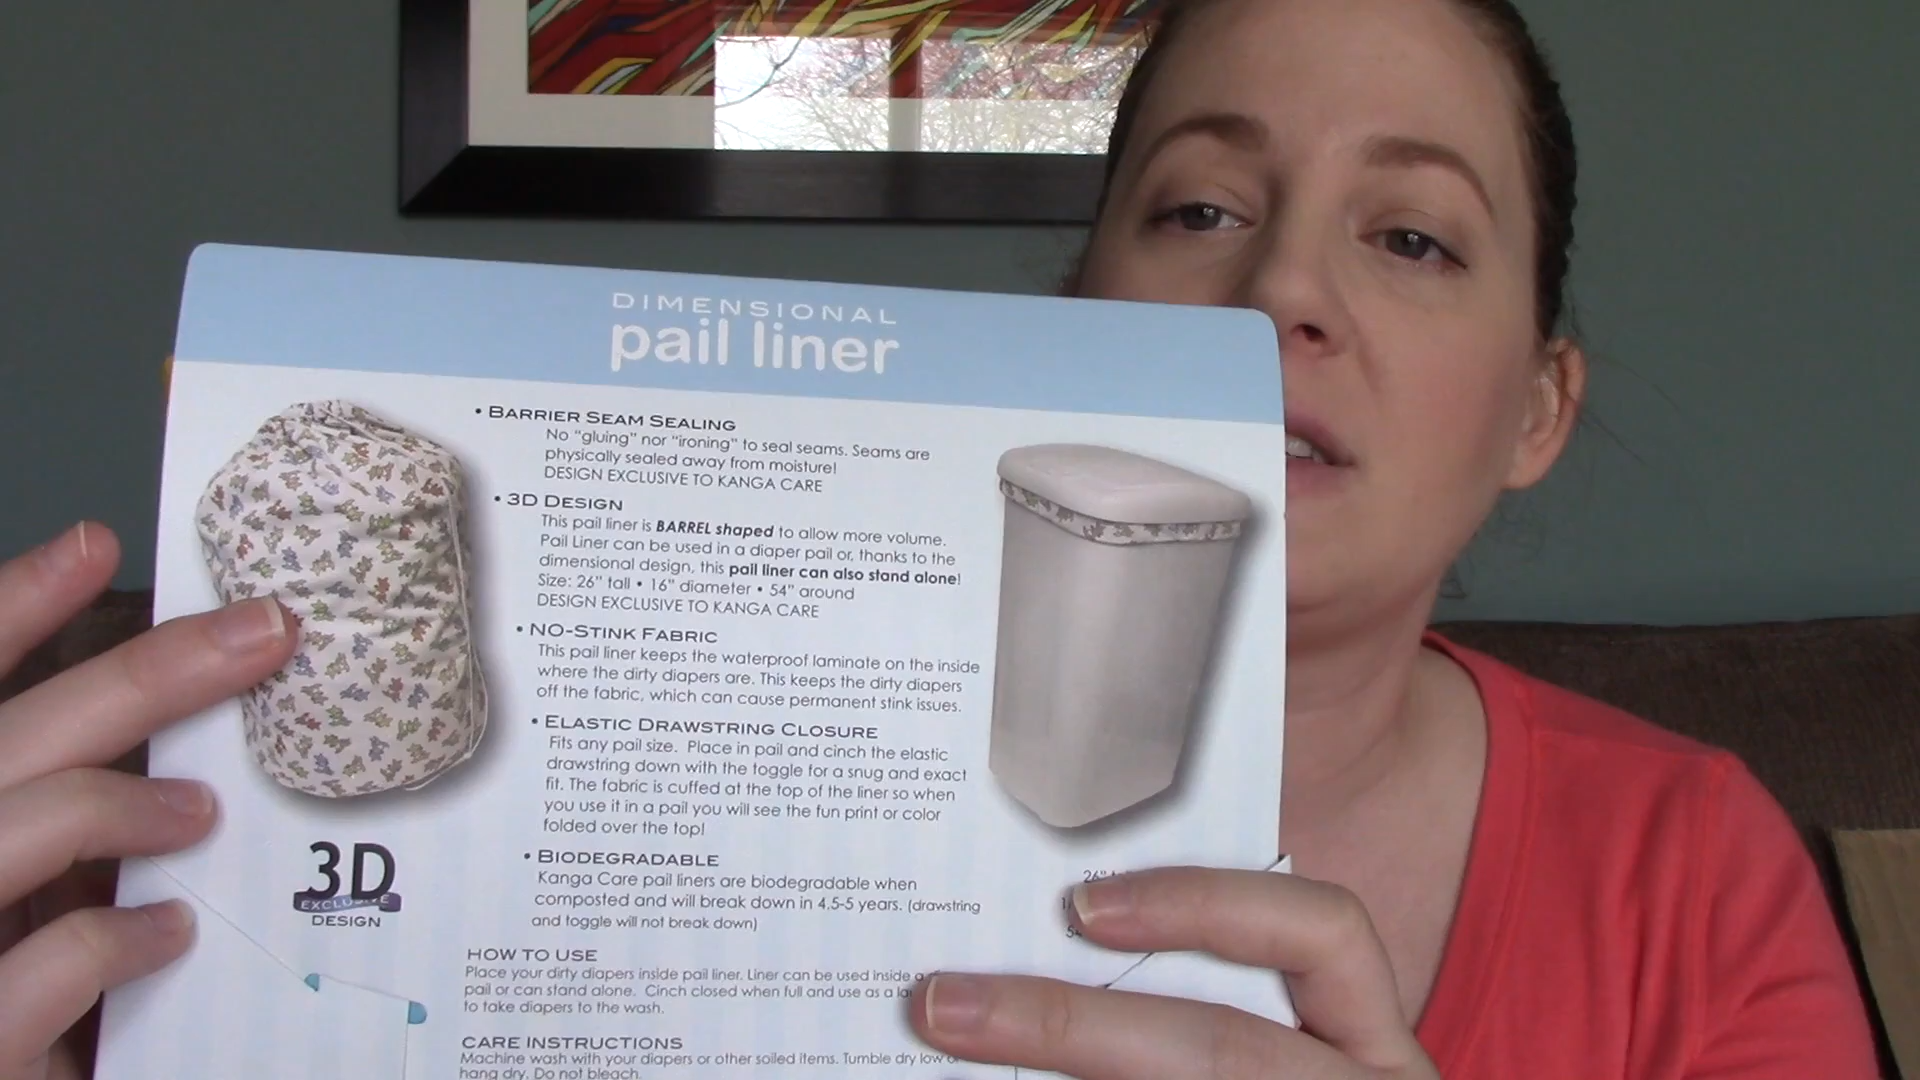 DIMENSIONAL
pail liner
• BARRIER SEAM SEALING
No "gluing" nor "ironing" to seal seams. Seams are
physically sealed away from moisture!
DESIGN EXCLUSIVE TO KANGA CARE
• 3D DESIGN
This pail liner is BARREL shaped to allow more volume.
Pail Liner can be used in a diaper pail or, thanks to the
dimensional design, this pail liner can also stand alone!
Size: 26" tall • 16" diameter • 54" around
DESIGN EXCLUSIVE TO KANGA CARE
• NO-STINK FABRIC
This pail liner keeps the waterproof laminate on the inside
where the dirty diapers are. This keeps the dirty diapers
off the fabric, which can cause permanent stink issues.
• ELASTIC DRAWSTRING CLOSURE
Fits any pail size. Place in pail and cinch the elastic
drawstring down with the toggle for a snug and exact
fit. The fabric is cuffed at the top of the liner so when
you use it in a pail you will see the fun print or color
folded over the top!
• BIODEGRADABLE
Kanga Care pail liners are biodegradable when
composted and will break down in 4.5-5 years. (drawstring
and toggle will not break down)
3D
EXCLUSIVE
DESIGN
26"
HOW TO USE
Place your dirty diapers inside pail liner. Liner can be used inside a
pail or can stand alone. Cinch closed when full and use as a
to take diapers to the wash.
CARE INSTRUCTIONS
Machine wash with your diapers or other soiled items. Tumble dry low or
hang dry. Do not bleach.